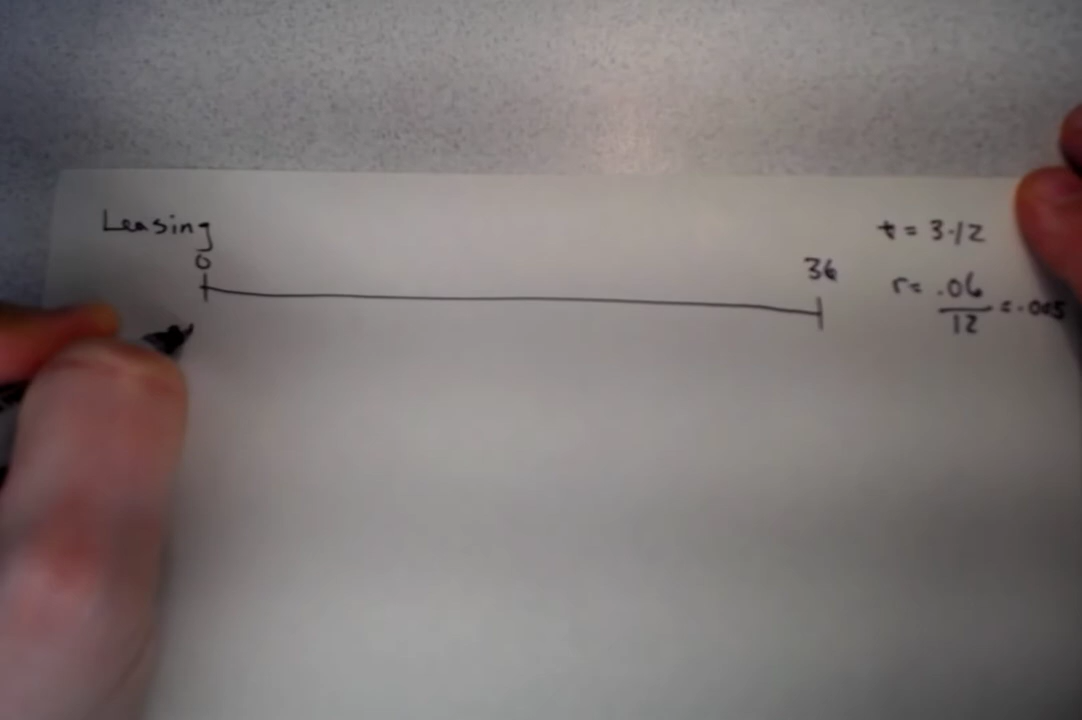 Leasing
0
36
t = 3·12
r = .06/12 = .005